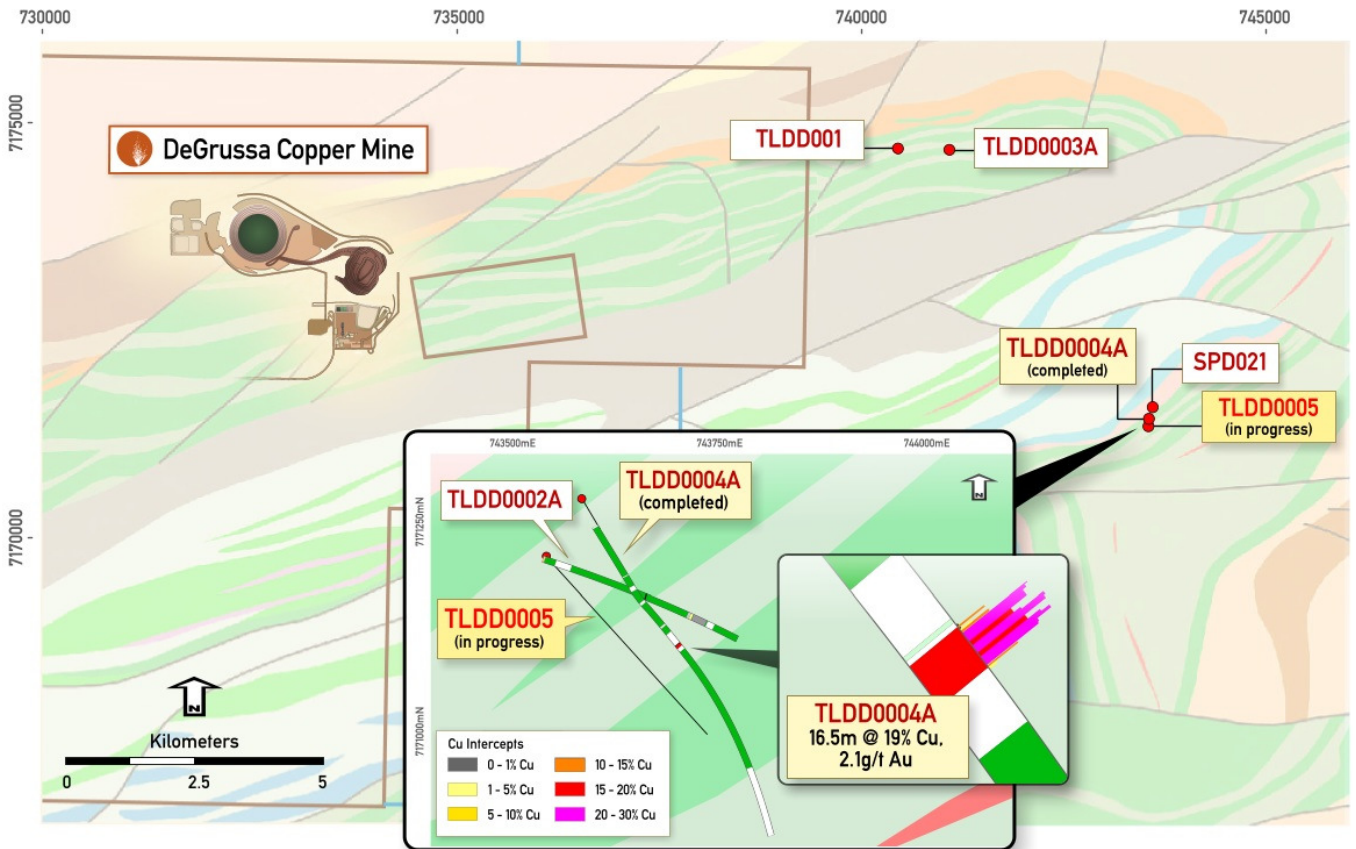 730000
735000
740000
745000
7175000
7170000
DeGrussa Copper Mine
TLDD001
TLDD0003A
TLDD0004A
(completed)
SPD021
TLDD0005
(in progress)
743500mE
743750mE
744000mE
7171250mN
7171000mN
TLDD0002A
TLDD0004A
(completed)
N
TLDD0005
(in progress)
TLDD0004A
16.5m @ 19% Cu,
2.1g/t Au
Cu Intercepts
0 - 1% Cu
10 - 15% Cu
1 - 5% Cu
15 - 20% Cu
5 - 10% Cu
20 - 30% Cu
N
Kilometers
0
2.5
5